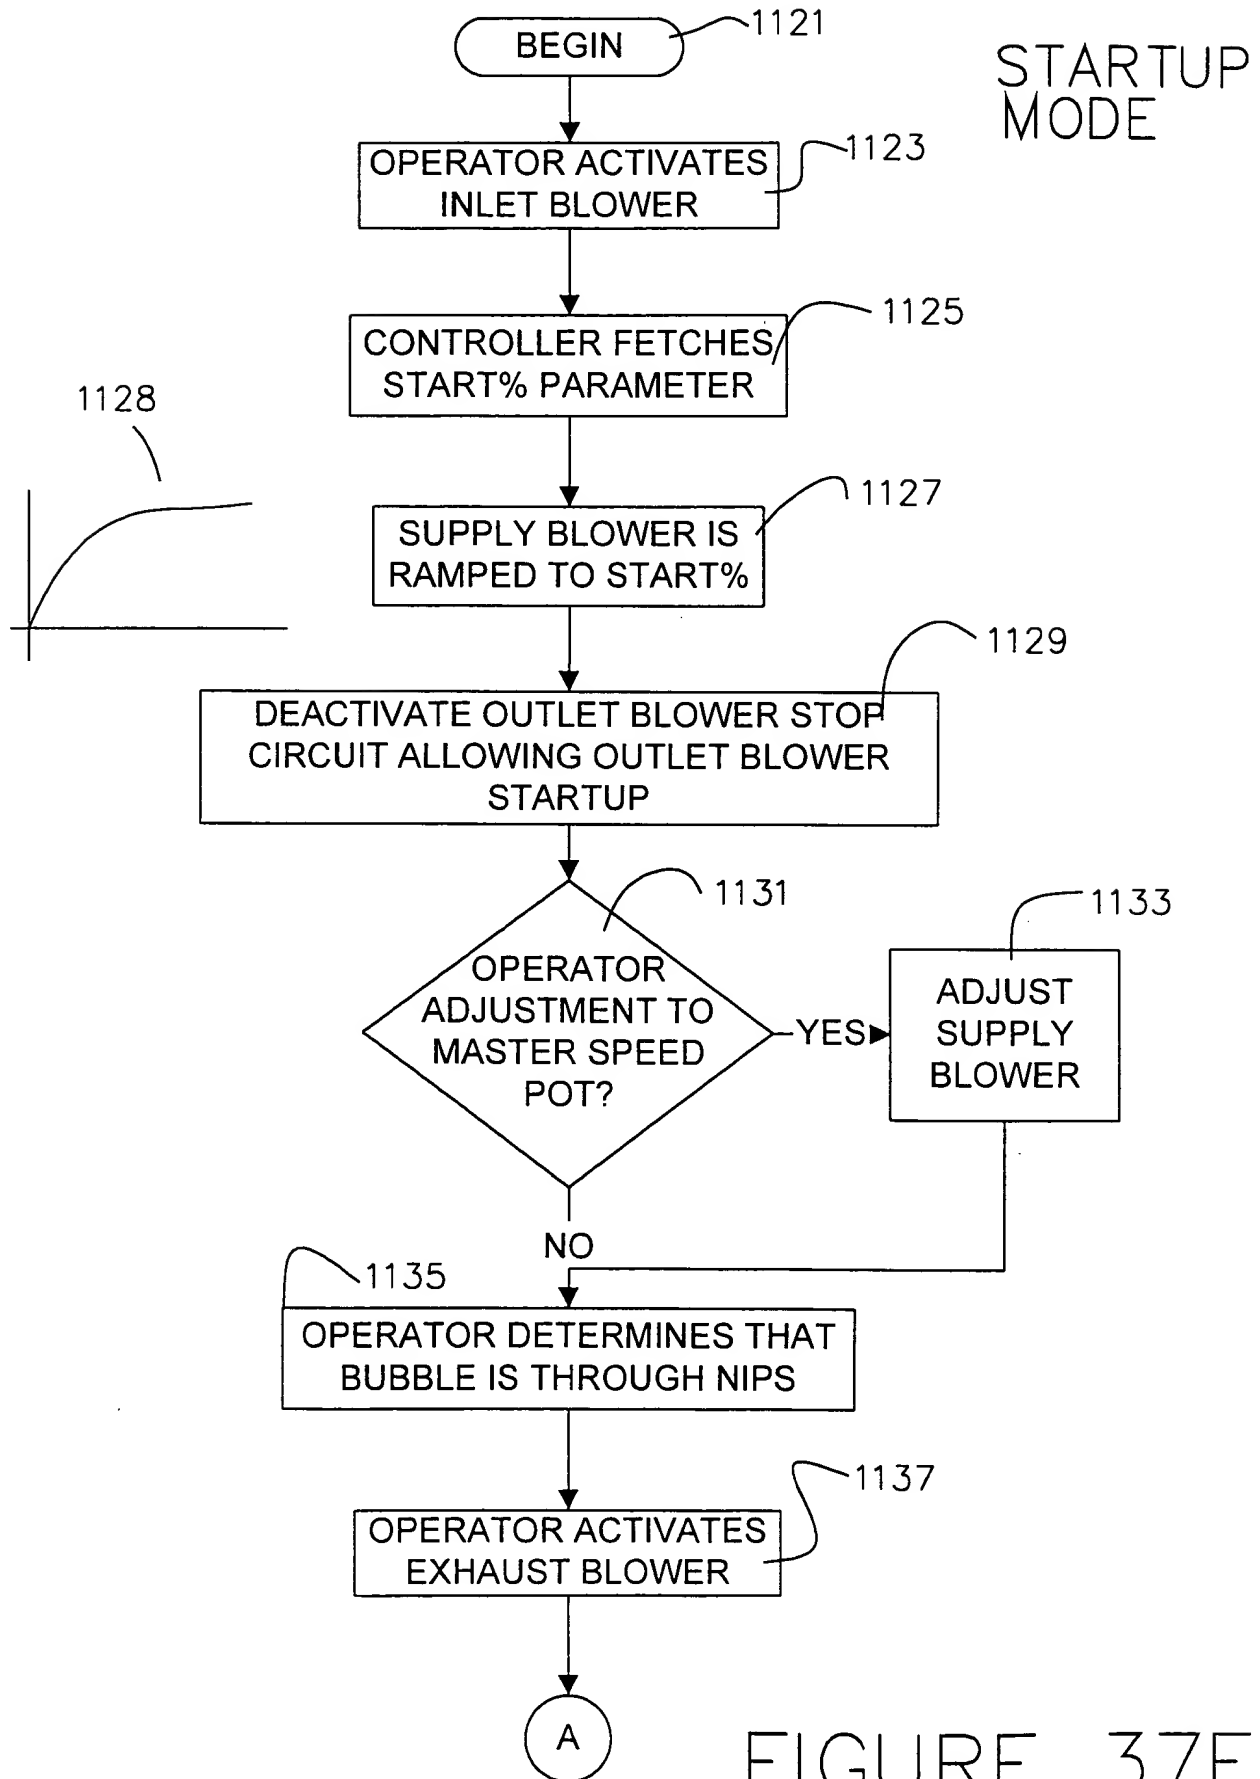 BEGIN
1121
STARTUP
MODE
OPERATOR ACTIVATES
INLET BLOWER
1123
CONTROLLER FETCHES
START% PARAMETER
1125
1128
SUPPLY BLOWER IS
RAMPED TO START%
1127
DEACTIVATE OUTLET BLOWER STOP
CIRCUIT ALLOWING OUTLET BLOWER
STARTUP
1129
OPERATOR
ADJUSTMENT TO
MASTER SPEED
POT?
1131
YES
ADJUST
SUPPLY
BLOWER
1133
NO
1135
OPERATOR DETERMINES THAT
BUBBLE IS THROUGH NIPS
OPERATOR ACTIVATES
EXHAUST BLOWER
1137
A
FIGURE